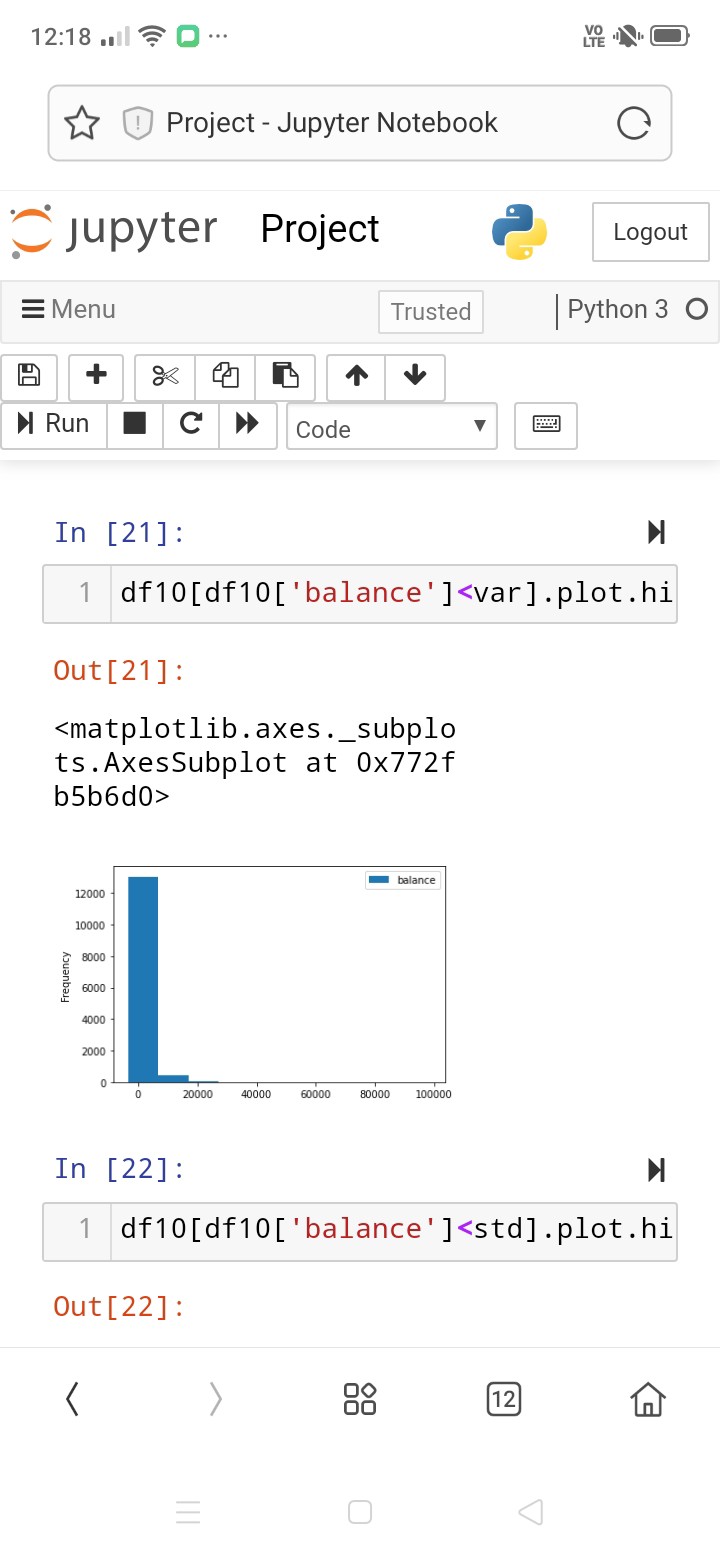 12:18 ... VO LTE
Project - Jupyter Notebook
jupyter Project Logout
Menu Trusted Python 3
Run Code
In [21]:
1 df10[df10['balance']<var].plot.hi
Out[21]:
<matplotlib.axes._subplo
ts.AxesSubplot at 0x772f
b5b6d0>
balance
12000
10000
8000
6000
4000
2000
0
Frequency
0 20000 40000 60000 80000 100000
In [22]:
1 df10[df10['balance']<std].plot.hi
Out[22]:
12